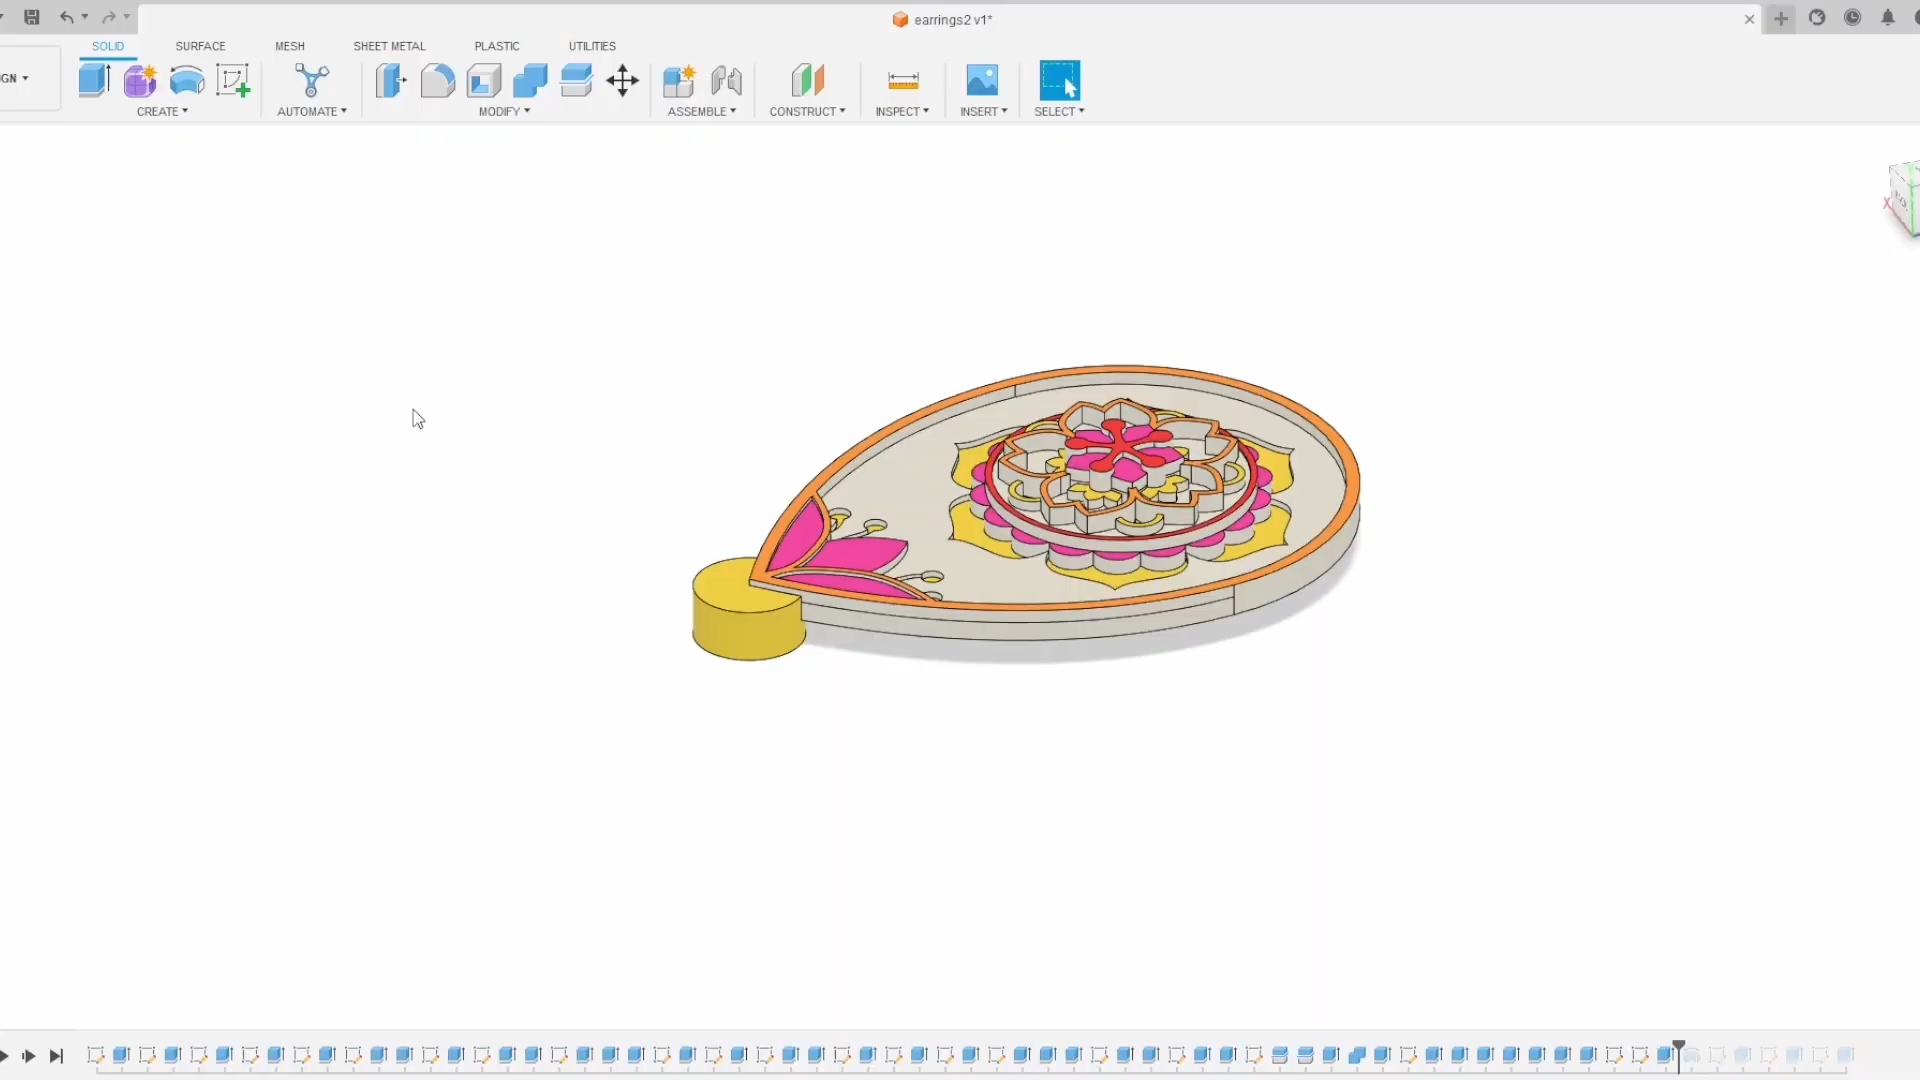 earrings2 v1*
SOLID SURFACE MESH SHEET METAL PLASTIC UTILITIES
GN
CREATE AUTOMATE MODIFY ASSEMBLE CONSTRUCT INSPECT INSERT SELECT
X